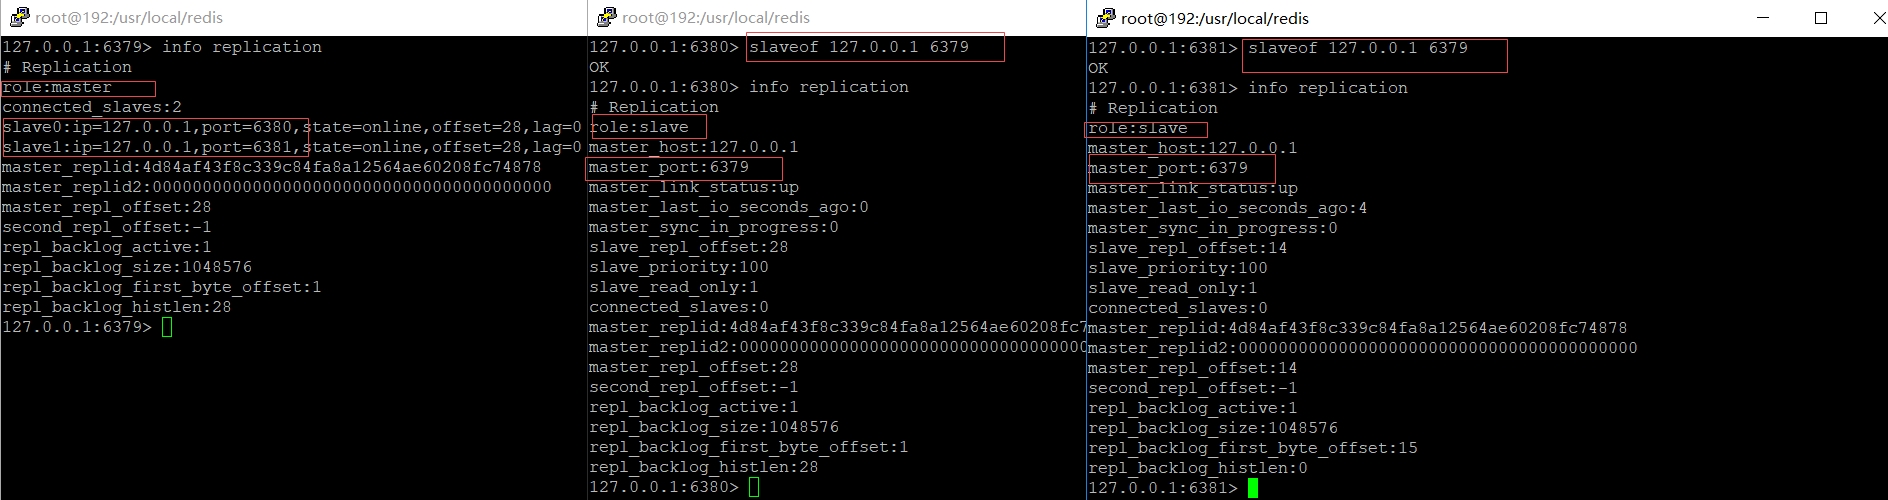 root@192:/usr/local/redis
127.0.0.1:6379> info replication
# Replication
role:master
connected_slaves:2
slave0:ip=127.0.0.1,port=6380,state=online,offset=28,lag=0
slave1:ip=127.0.0.1,port=6381,state=online,offset=28,lag=0
master_replid:4d84af43f8c339c84fa8a12564ae60208fc74878
master_replid2:0000000000000000000000000000000000000000
master_repl_offset:28
second_repl_offset:-1
repl_backlog_active:1
repl_backlog_size:1048576
repl_backlog_first_byte_offset:1
repl_backlog_histlen:28
127.0.0.1:6379>
root@192:/usr/local/redis
127.0.0.1:6380> slaveof 127.0.0.1 6379
OK
127.0.0.1:6380> info replication
# Replication
role:slave
master_host:127.0.0.1
master_port:6379
master_link_status:up
master_last_io_seconds_ago:0
master_sync_in_progress:0
slave_repl_offset:28
slave_priority:100
slave_read_only:1
connected_slaves:0
master_replid:4d84af43f8c339c84fa8a12564ae60208fc7
master_replid2:00000000000000000000000000000000000
master_repl_offset:28
second_repl_offset:-1
repl_backlog_active:1
repl_backlog_size:1048576
repl_backlog_first_byte_offset:1
repl_backlog_histlen:28
127.0.0.1:6380>
root@192:/usr/local/redis
127.0.0.1:6381> slaveof 127.0.0.1 6379
OK
127.0.0.1:6381> info replication
# Replication
role:slave
master_host:127.0.0.1
master_port:6379
master_link_status:up
master_last_io_seconds_ago:4
master_sync_in_progress:0
slave_repl_offset:14
slave_priority:100
slave_read_only:1
connected_slaves:0
master_replid:4d84af43f8c339c84fa8a12564ae60208fc74878
master_replid2:0000000000000000000000000000000000000000
master_repl_offset:14
second_repl_offset:-1
repl_backlog_active:1
repl_backlog_size:1048576
repl_backlog_first_byte_offset:15
repl_backlog_histlen:0
127.0.0.1:6381>